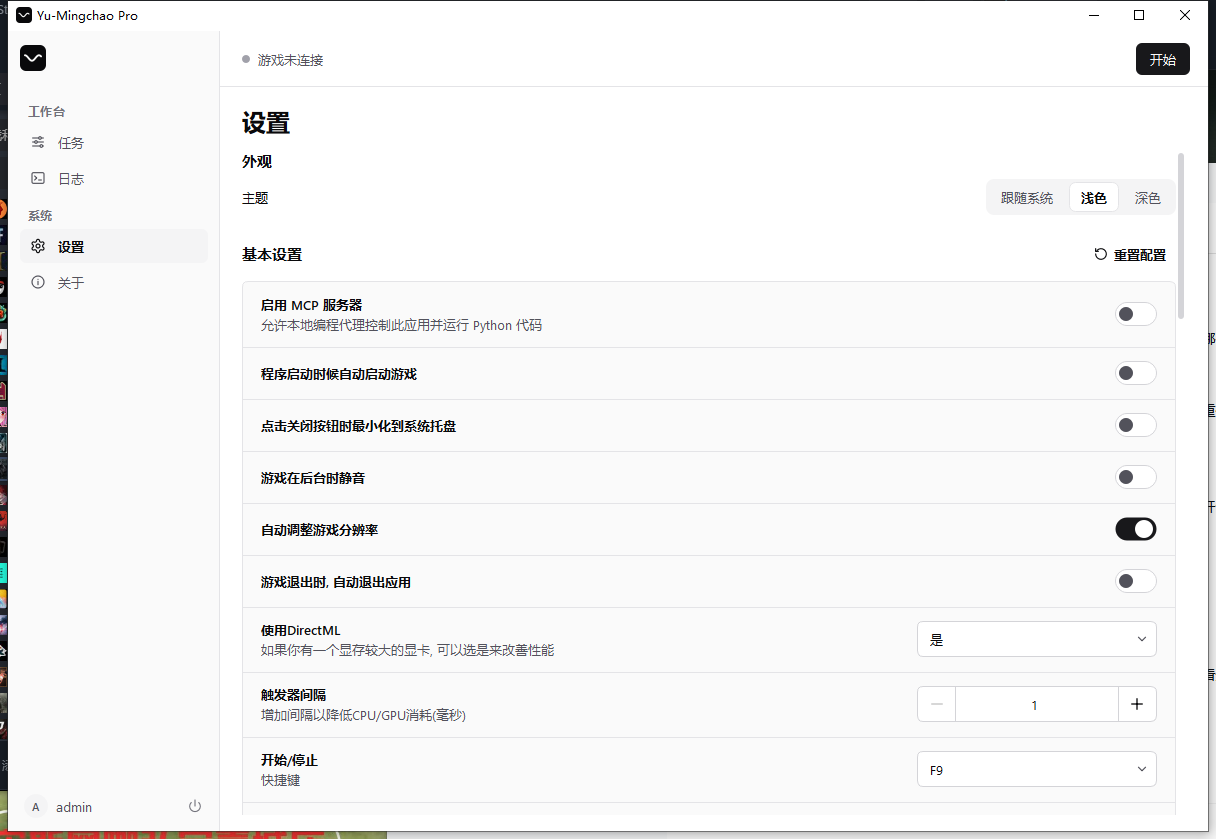 Yu-Mingchao Pro
游戏未连接
开始
工作台
任务
日志
系统
设置
关于
设置
外观
主题
跟随系统
浅色
深色
基本设置
重置配置
启用 MCP 服务器
允许本地编程代理控制此应用并运行 Python 代码
程序启动时候自动启动游戏
点击关闭按钮时最小化到系统托盘
游戏在后台时静音
自动调整游戏分辨率
游戏退出时, 自动退出应用
使用DirectML
如果你有一个显存较大的显卡, 可以选是来改善性能
是
触发器间隔
增加间隔以降低CPU/GPU消耗(毫秒)
1
开始/停止
快捷键
F9
A
admin